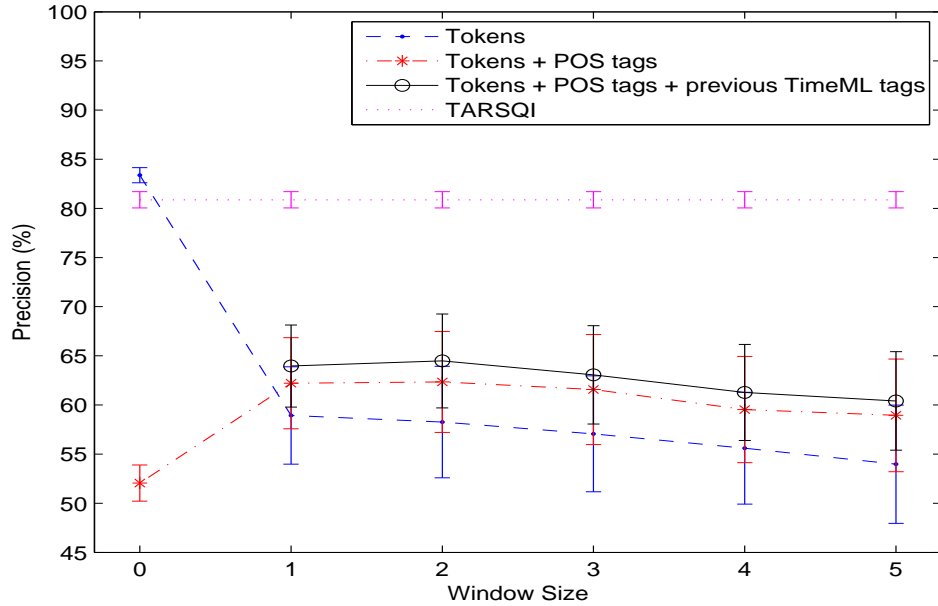 100
95
90
85
80
75
70
65
60
55
50
45
Precision (%)
Tokens
Tokens + POS tags
Tokens + POS tags + previous TimeML tags
TARSQI
0 1 2 3 4 5
Window Size